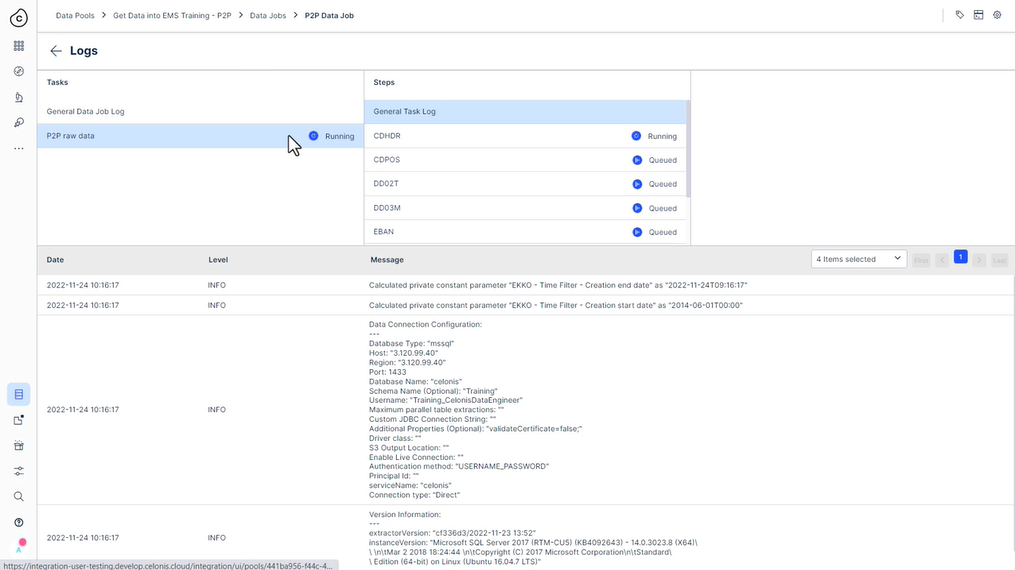 Data Pools > Get Data into EMS Training - P2P > Data Jobs > P2P Data Job
Logs
Tasks
General Data Job Log
P2P raw data Running
Steps
General Task Log
CDHDR Running
CDPOS Queued
DD02T Queued
DD03M Queued
EBAN Queued
Date Level Message 4 Items selected First 1 Last
2022-11-24 10:16:17 INFO Calculated private constant parameter "EKKO - Time Filter - Creation end date" as "2022-11-24T09:16:17"
2022-11-24 10:16:17 INFO Calculated private constant parameter "EKKO - Time Filter - Creation start date" as "2014-06-01T00:00"
2022-11-24 10:16:17 INFO
Data Connection Configuration:
---
Database Type: "mssql"
Host: "3.120.99.40"
Region: "3.120.99.40"
Port: 1433
Database Name: "celonis"
Schema Name (Optional): "Training"
Username: "Training_CelonisDataEngineer"
Maximum parallel table extractions: ""
Custom JDBC Connection String: ""
Additional Properties (Optional): "validateCertificate=false;"
Driver class: ""
S3 Output Location: ""
Enable Live Connection: ""
Authentication method: "USERNAME_PASSWORD"
Principal Id: ""
serviceName: "celonis"
Connection type: "Direct"
2022-11-24 10:16:17 INFO
Version Information:
---
extractorVersion: "cf336d3/2022-11-23 13:52"
instanceVersion: "Microsoft SQL Server 2017 (RTM-CU5) (KB4092643) - 14.0.3023.8 (X64)\
\ \n\tMar 2 2018 18:24:44 \n\tCopyright (C) 2017 Microsoft Corporation\n\tStandard\
\ Edition (64-bit) on Linux (Ubuntu 16.04.7 LTS)"
A
https://integration-user-testing.develop.celonis.cloud/integration/ui/pools/441ba956-f44c-4...